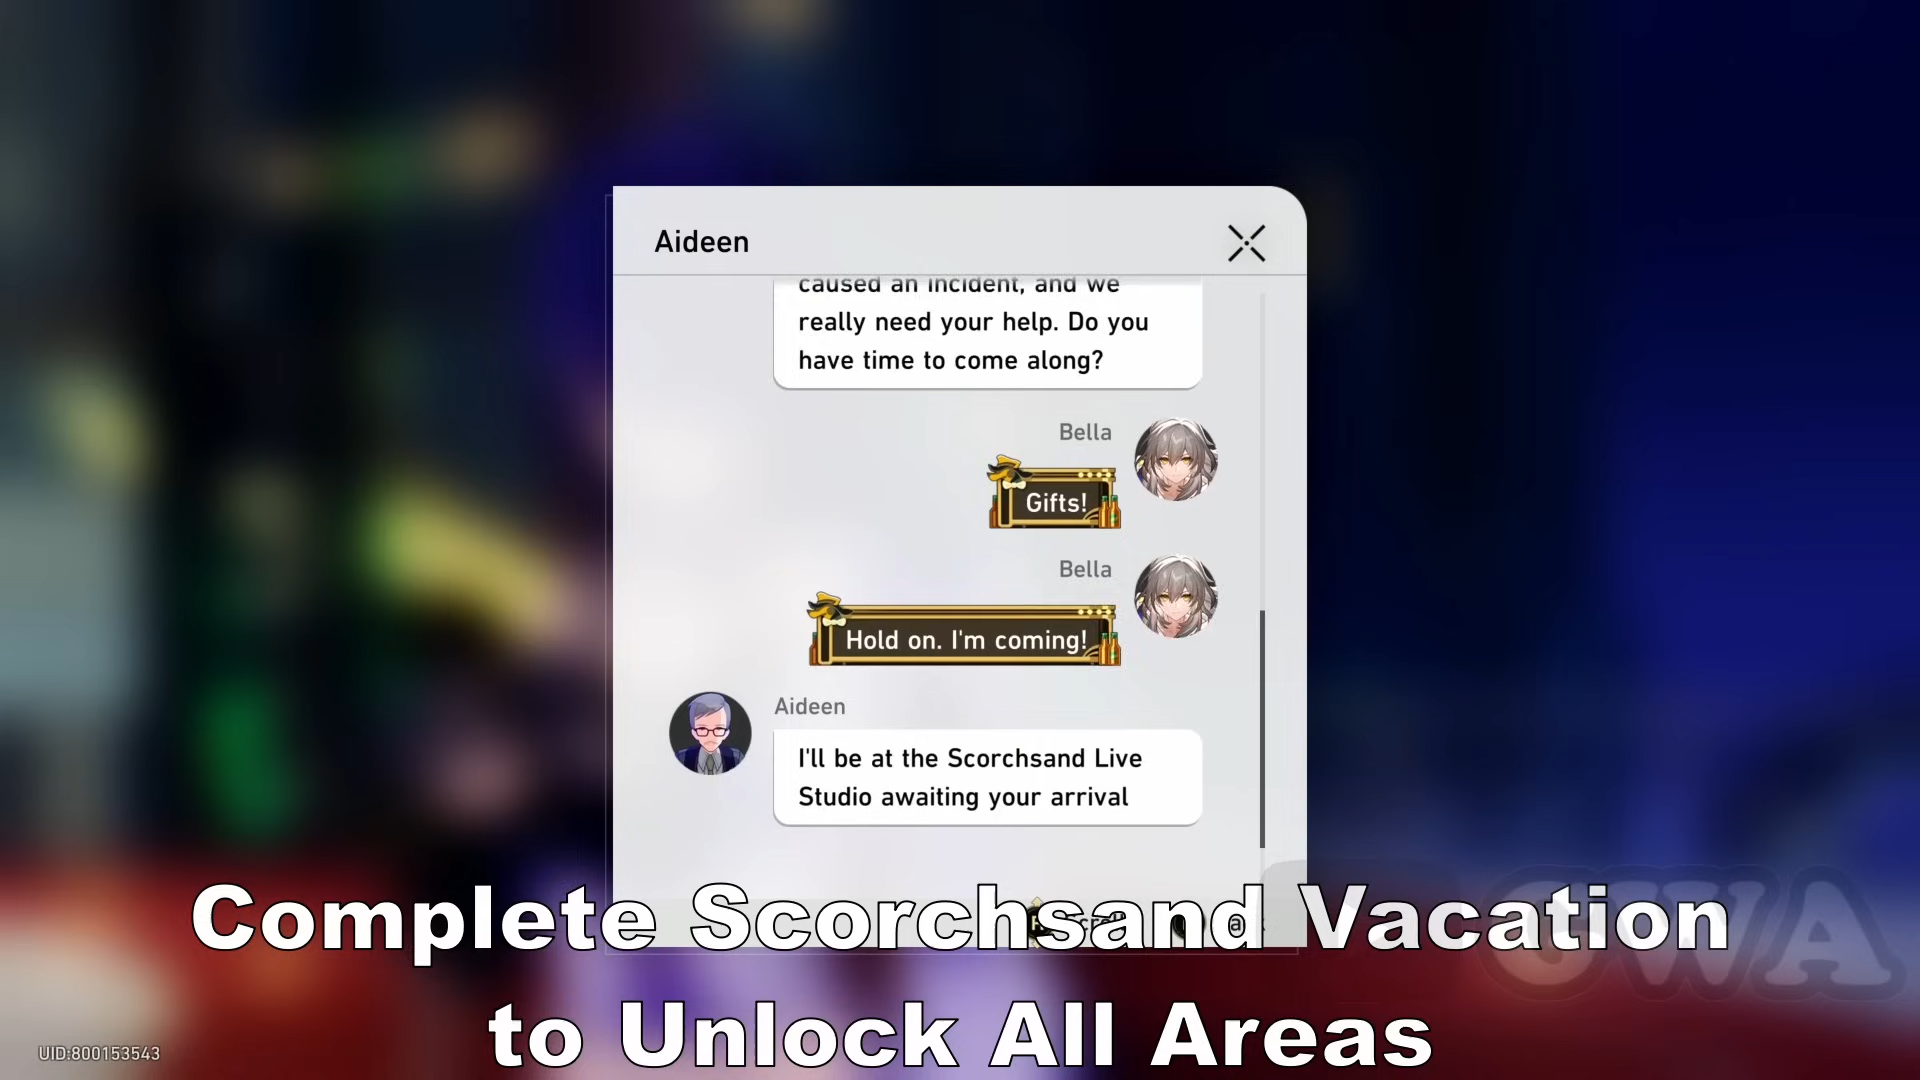 Aideen
caused an incident, and we
really need your help. Do you
have time to come along?
Bella
Gifts!
Bella
Hold on. I'm coming!
Aideen
I'll be at the Scorchsand Live
Studio awaiting your arrival
Complete Scorchsand Vacation
to Unlock All Areas
GWA
UID:800153543